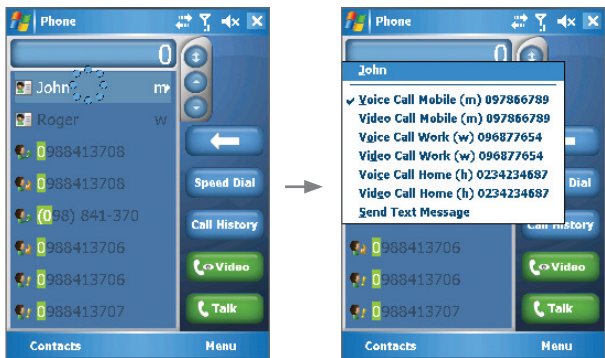 Phone
0
John m
Roger w
0988413708
0988413708
Speed Dial
(098) 841-370
Call History
0988413706
Video
0988413706
0988413707
Talk
Contacts Menu
Phone
0
John
Voice Call Mobile (m) 097866789
Video Call Mobile (m) 097866789
Voice Call Work (w) 096877654
Video Call Work (w) 096877654
Voice Call Home (h) 0234234687
Video Call Home (h) 0234234687
Send Text Message
Dial
Call History
0988413706
Video
0988413706
0988413707
Talk
Contacts Menu